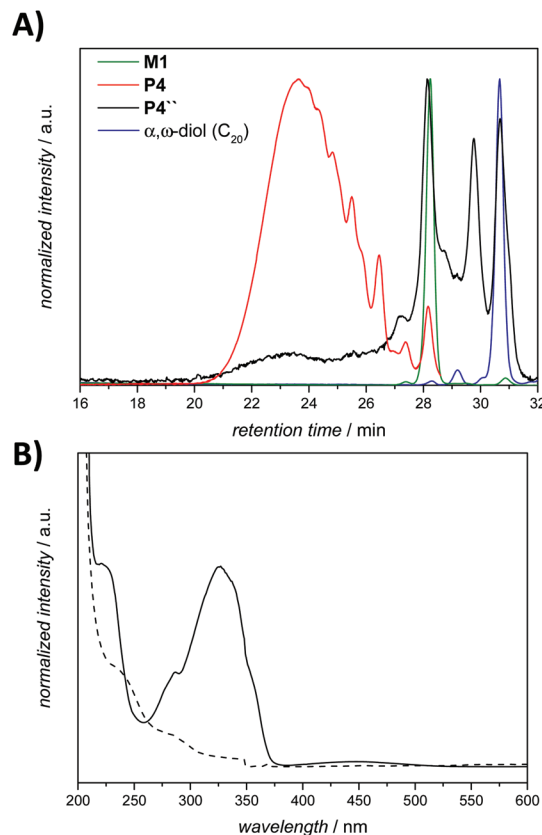 A)
normalized intensity / a.u.
M1
P4
P4``
α,ω-diol (C20)
16 18 20 22 24 26 28 30 32
retention time / min
B)
normalized intensity / a.u.
200 250 300 350 400 450 500 550 600
wavelength / nm